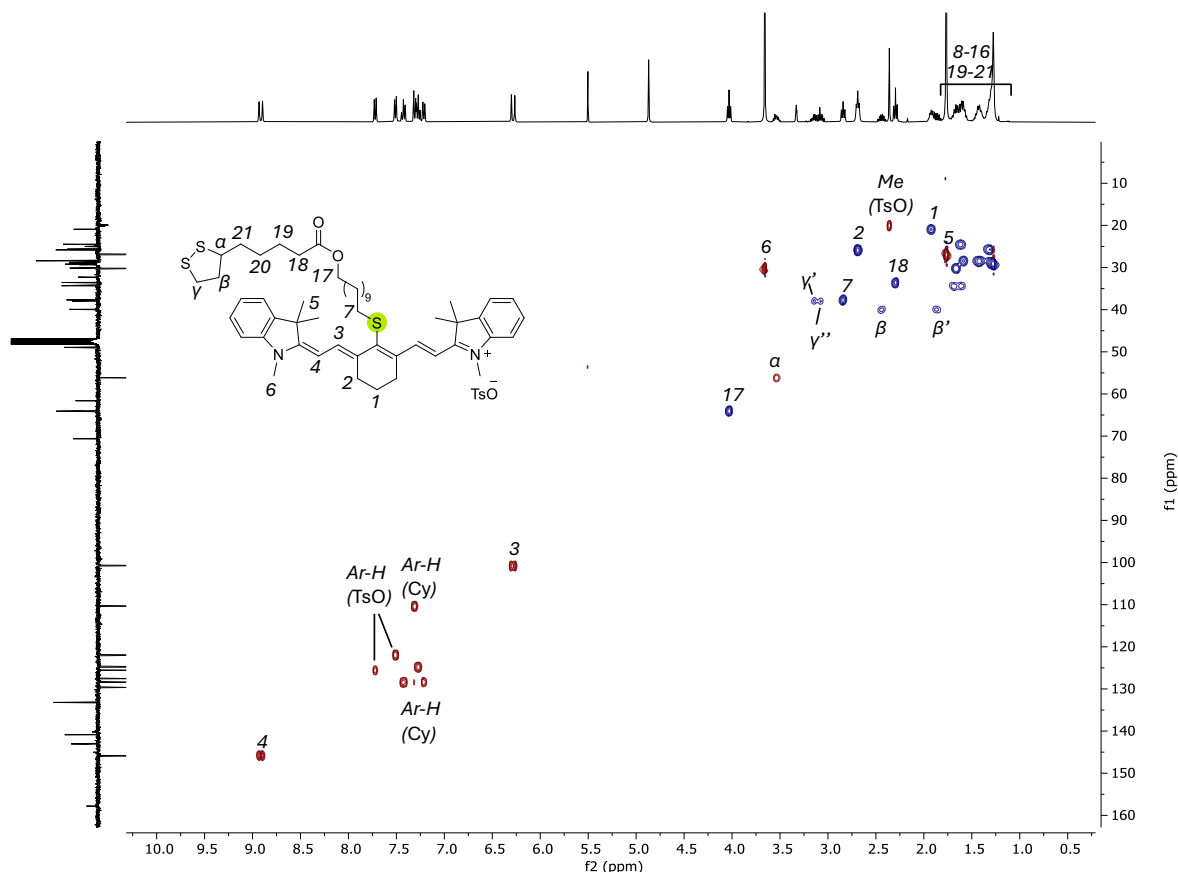 8-16
19-21
Me
(TsO)
1
2
5
6
18
7
γ'
γ''
β
β'
α
17
3
Ar-H
(TsO)
Ar-H
(Cy)
Ar-H
(Cy)
4
O
19
21
α
S
S
20
18
O
β
γ
17
9
5
7
S
3
4
N
6
2
1
N
+
TsO
−
10
20
30
40
50
60
70
80
90
100
110
120
130
140
150
160
f1 (ppm)
10.0 9.5 9.0 8.5 8.0 7.5 7.0 6.5 6.0 5.5 5.0 4.5 4.0 3.5 3.0 2.5 2.0 1.5 1.0 0.5
f2 (ppm)